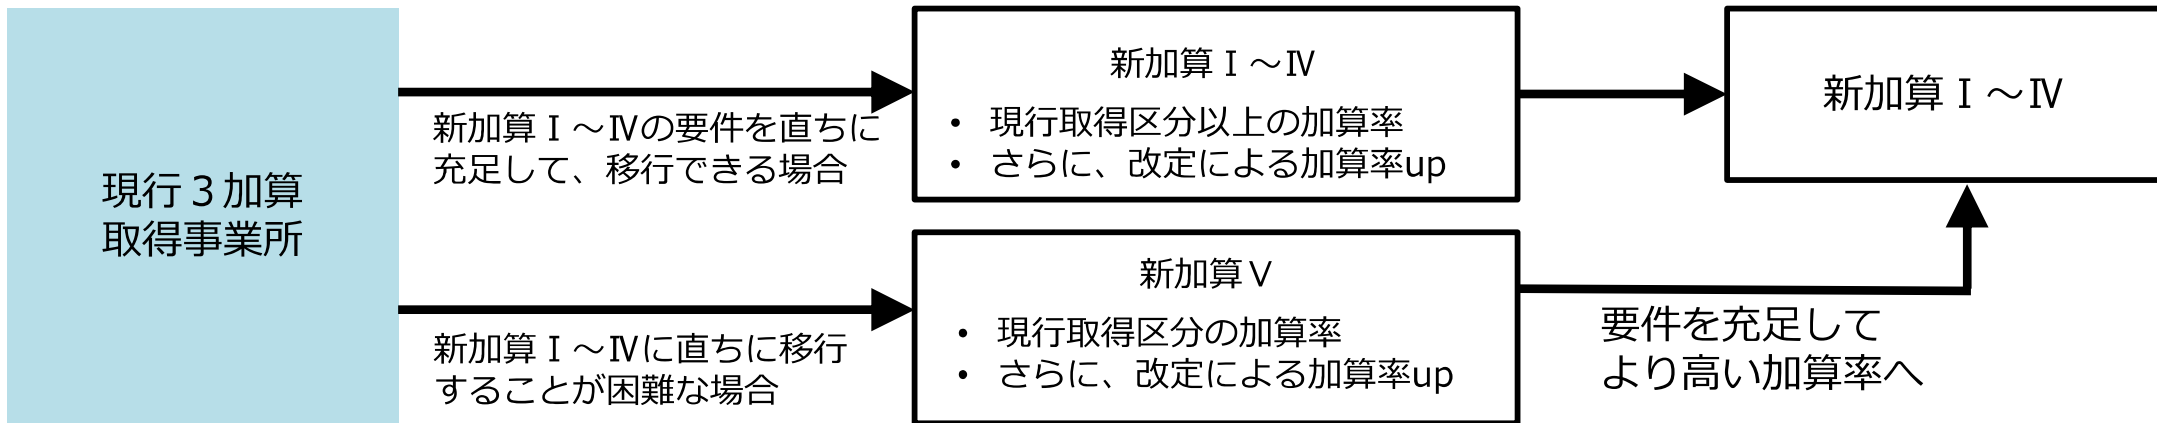 現行３加算
取得事業所
新加算Ⅰ～Ⅳの要件を直ちに
充足して、移行できる場合
新加算Ⅰ～Ⅳに直ちに移行
することが困難な場合
新加算Ⅰ～Ⅳ
• 現行取得区分以上の加算率
• さらに、改定による加算率up
新加算Ⅴ
• 現行取得区分の加算率
• さらに、改定による加算率up
新加算Ⅰ～Ⅳ
要件を充足して
より高い加算率へ